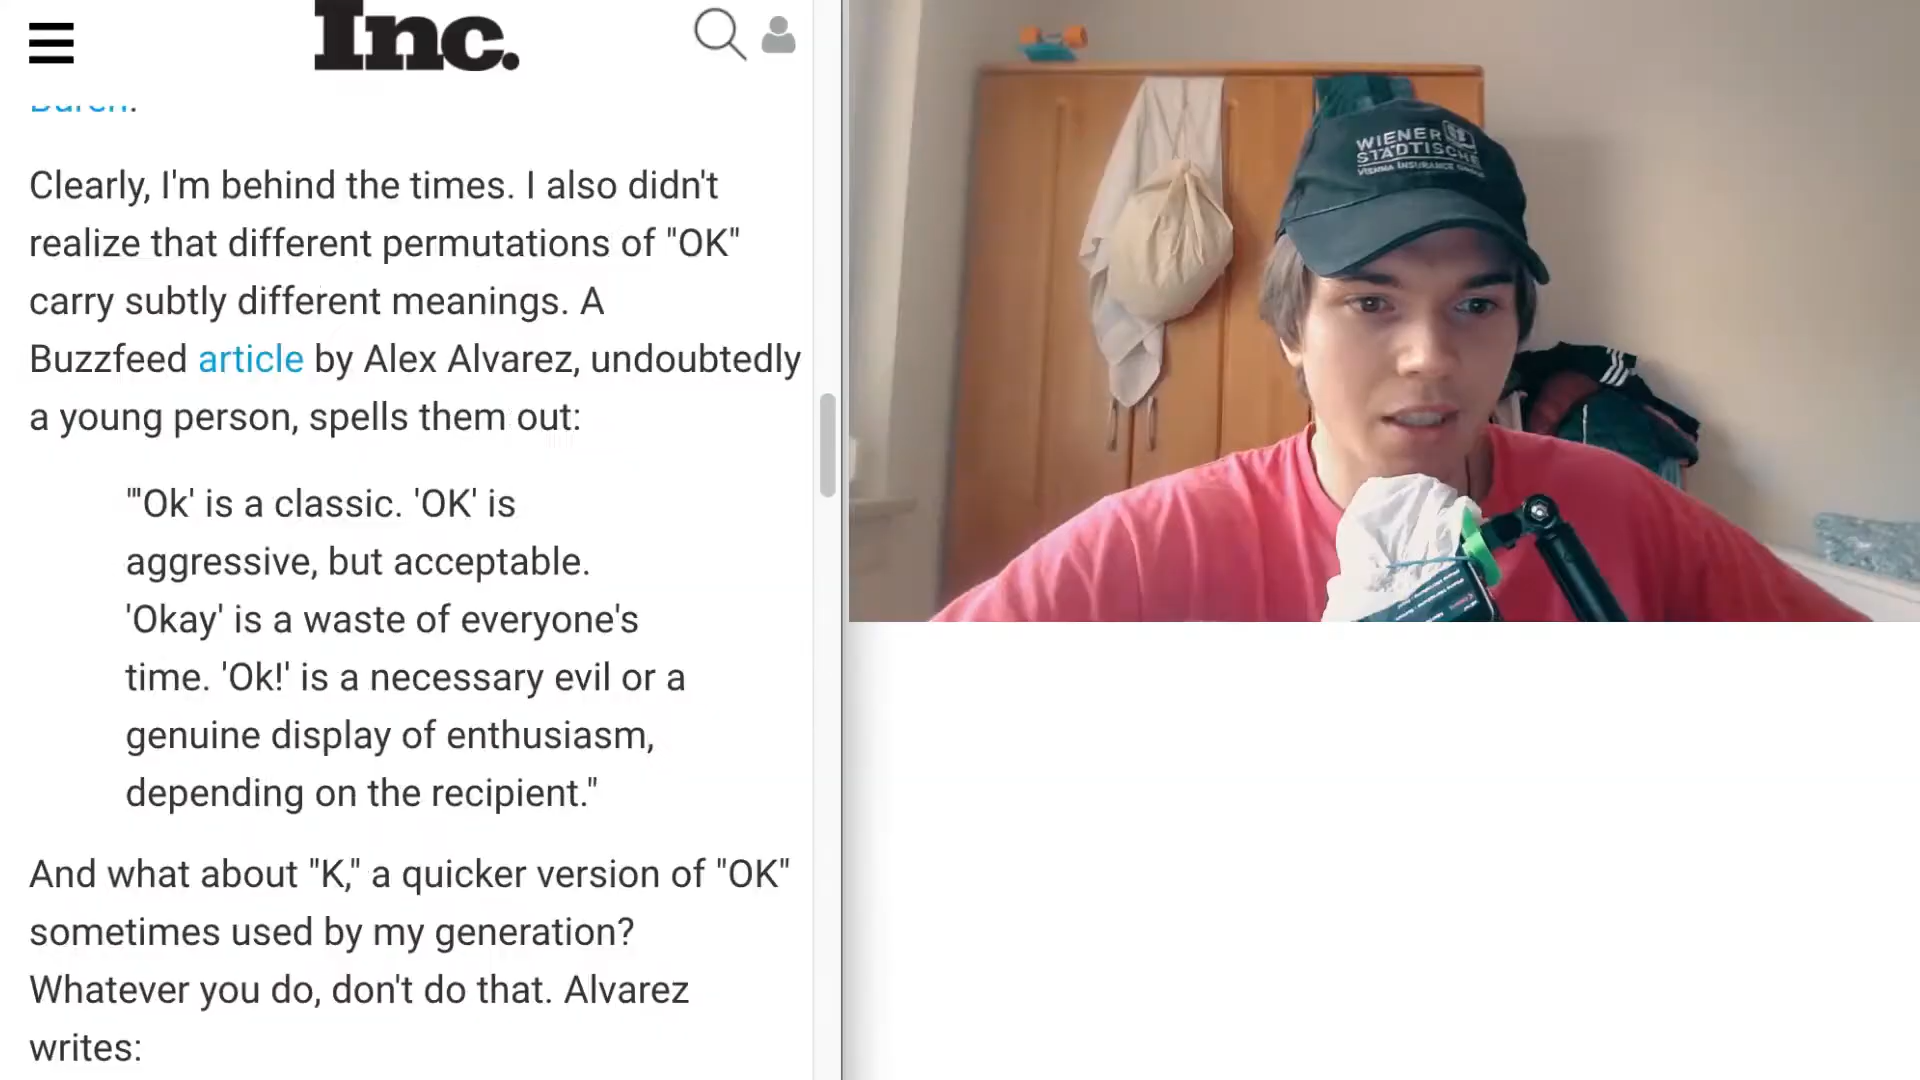 Inc.
Clearly, I'm behind the times. I also didn't
realize that different permutations of "OK"
carry subtly different meanings. A
Buzzfeed article by Alex Alvarez, undoubtedly
a young person, spells them out:
"'Ok' is a classic. 'OK' is
aggressive, but acceptable.
'Okay' is a waste of everyone's
time. 'Ok!' is a necessary evil or a
genuine display of enthusiasm,
depending on the recipient."
And what about "K," a quicker version of "OK"
sometimes used by my generation?
Whatever you do, don't do that. Alvarez
writes:
WIENER
STÄDTISCHE
VIENNA INSURANCE GROUP